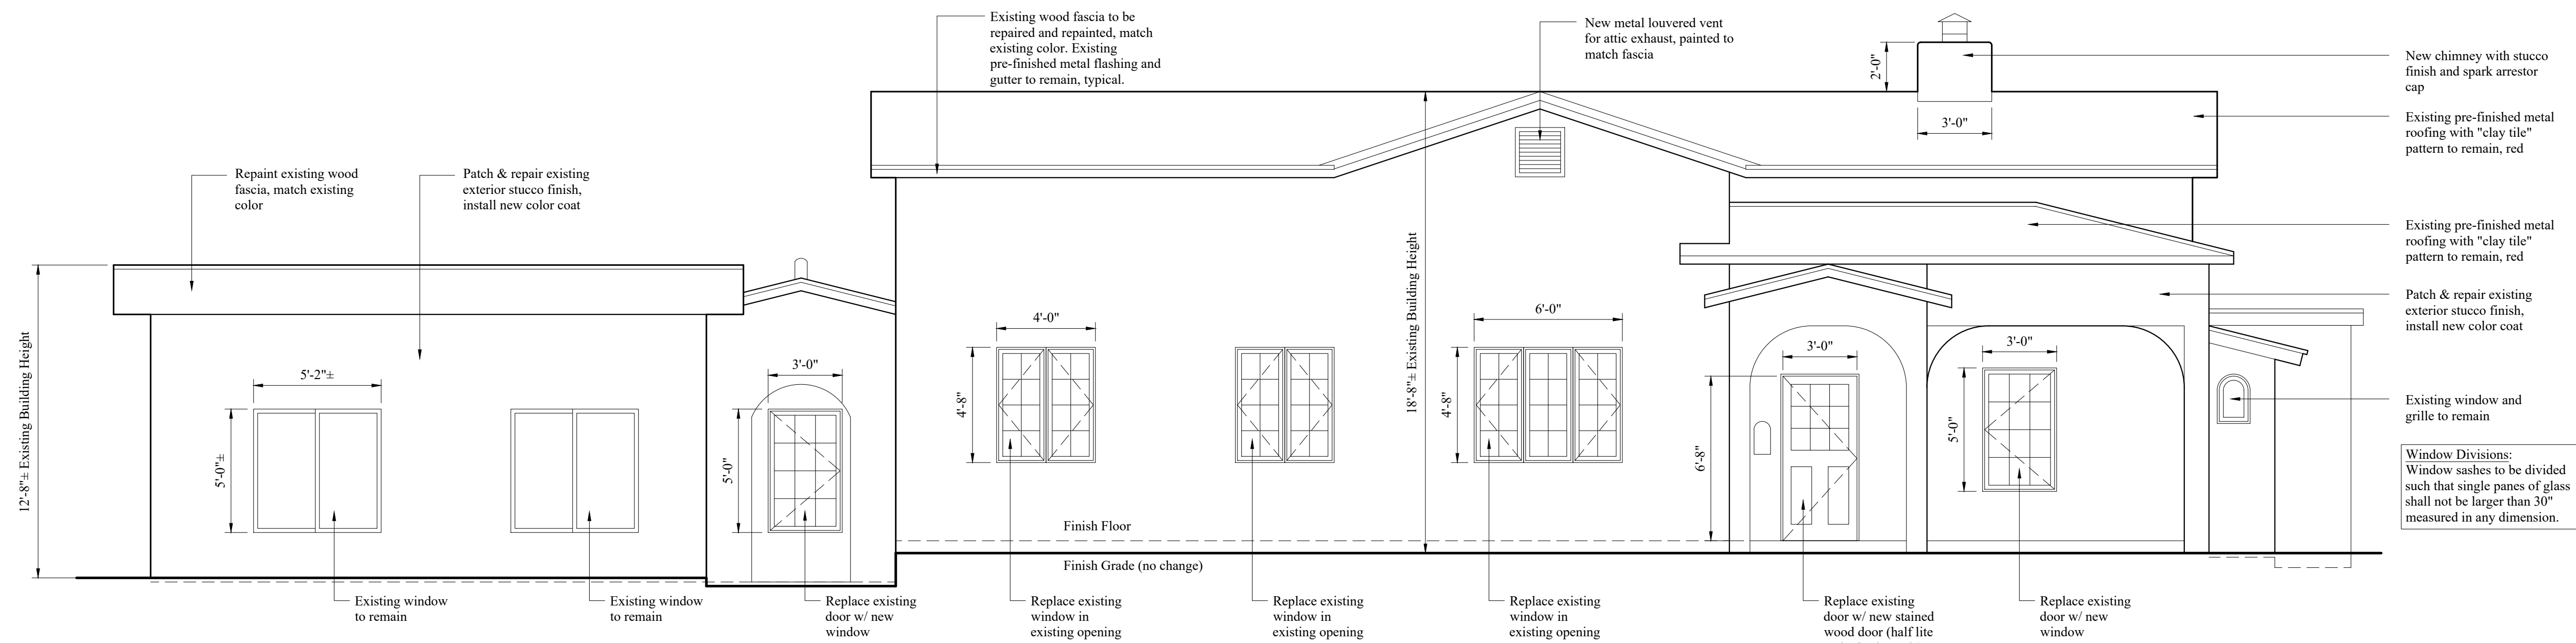 Existing wood fascia to be
repaired and repainted, match
existing color. Existing
pre-finished metal flashing and
gutter to remain, typical.
New metal louvered vent
for attic exhaust, painted to
match fascia
2'-0"
3'-0"
New chimney with stucco
finish and spark arrestor
cap
Existing pre-finished metal
roofing with "clay tile"
pattern to remain, red
Repaint existing wood
fascia, match existing
color
Patch & repair existing
exterior stucco finish,
install new color coat
Existing pre-finished metal
roofing with "clay tile"
pattern to remain, red
Patch & repair existing
exterior stucco finish,
install new color coat
12'-8"± Existing Building Height
5'-2"±
5'-0"±
3'-0"
5'-0"
4'-0"
4'-8"
18'-8"± Existing Building Height
6'-0"
4'-8"
3'-0"
6'-8"
3'-0"
5'-0"
Existing window and
grille to remain
Window Divisions:
Window sashes to be divided
such that single panes of glass
shall not be larger than 30"
measured in any dimension.
Finish Floor
Finish Grade (no change)
Existing window
to remain
Existing window
to remain
Replace existing
door w/ new
window
Replace existing
window in
existing opening
Replace existing
window in
existing opening
Replace existing
window in
existing opening
Replace existing
door w/ new stained
wood door (half lite
Replace existing
door w/ new
window